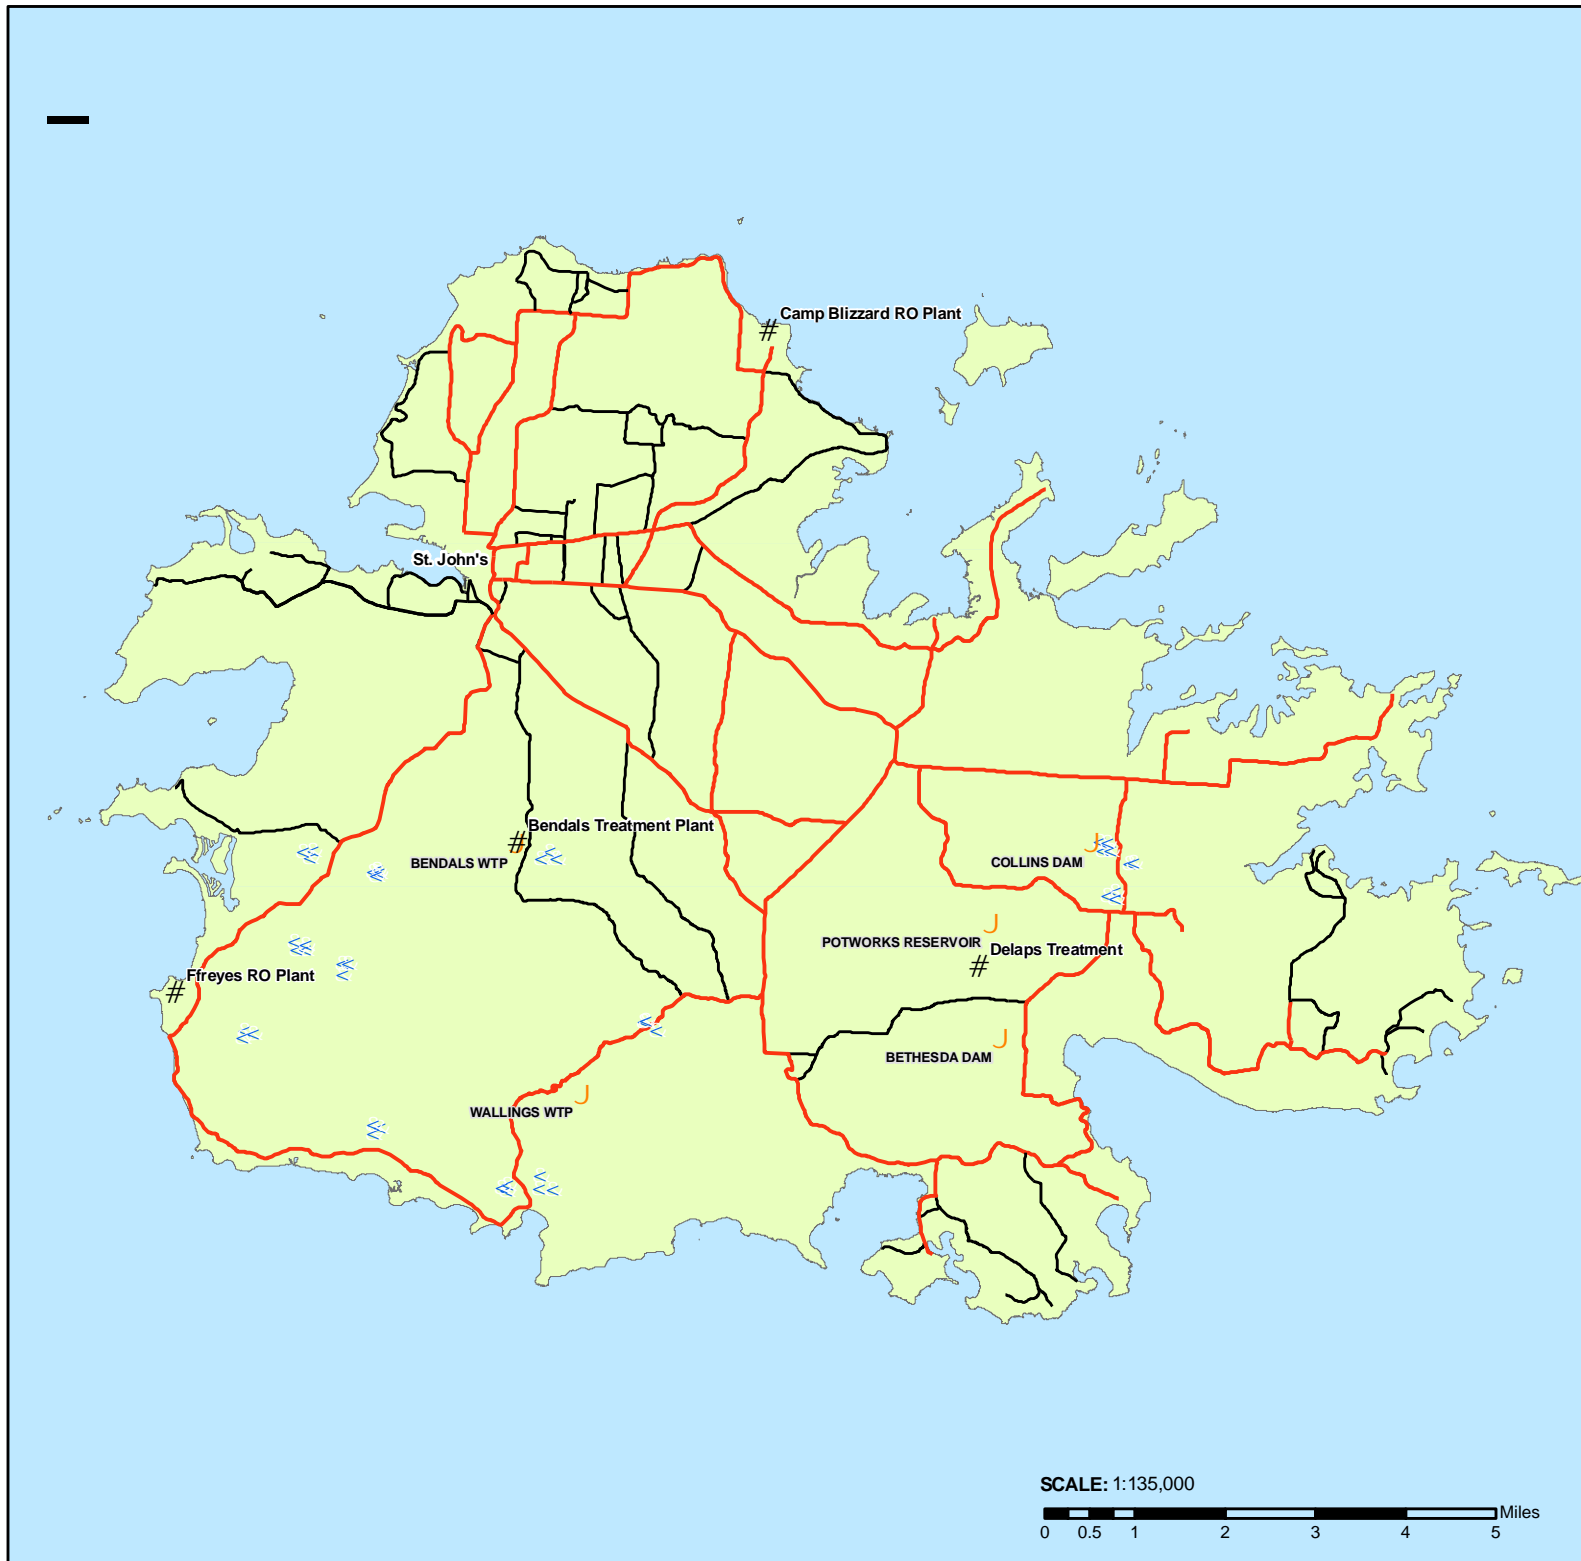 Camp Blizzard RO Plant
#
St. John's
Bendals Treatment Plant
#
BENDALS WTP
COLLINS DAM
J
J
POTWORKS RESERVOIR
Delaps Treatment
#
Ffreyes RO Plant
#
J
BETHESDA DAM
J
WALLINGS WTP
SCALE: 1:135,000
Miles
0 0.5 1 2 3 4 5